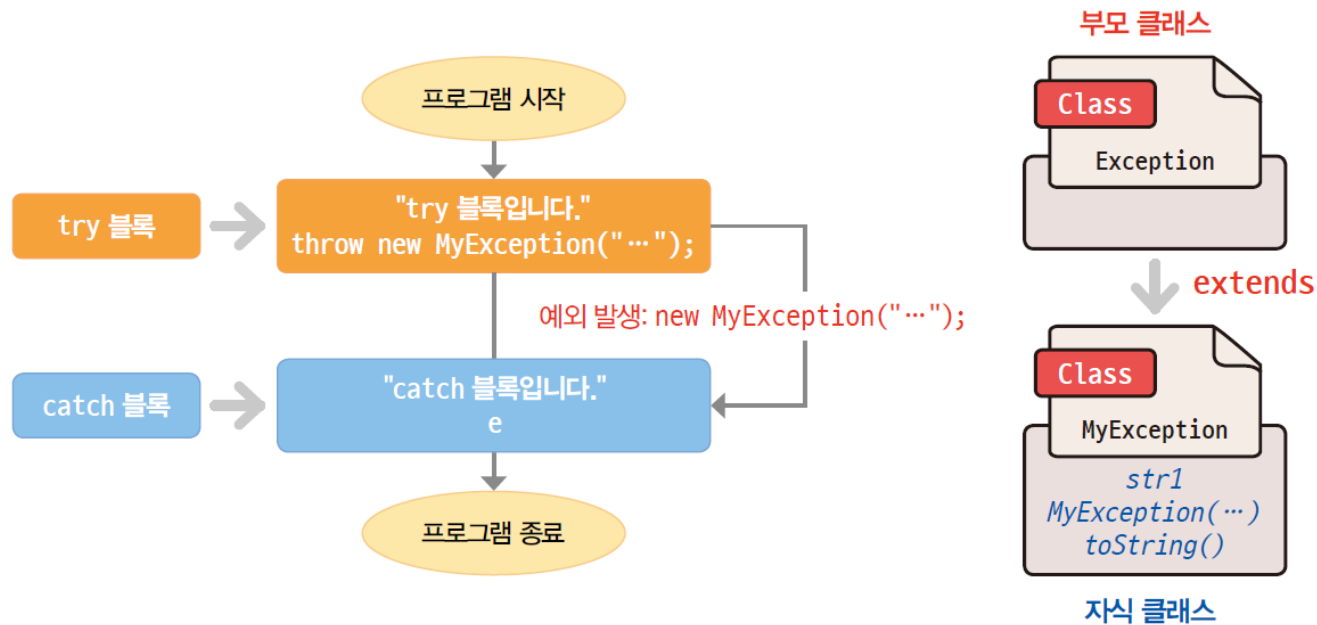 프로그램 시작
try 블록
"try 블록입니다."
throw new MyException("…");
예외 발생: new MyException("…");
catch 블록
"catch 블록입니다."
e
프로그램 종료
부모 클래스
Class
Exception
extends
Class
MyException
str1
MyException(…)
toString()
자식 클래스